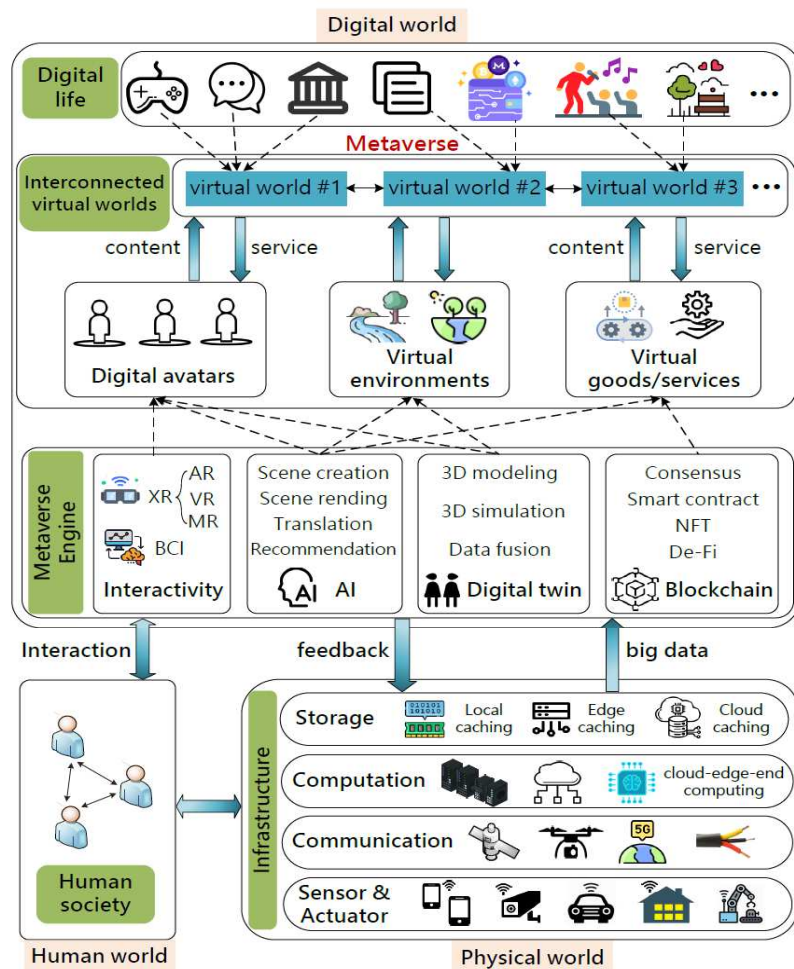 Digital world
Digital
life
Metaverse
Interconnected
virtual worlds
virtual world #1
virtual world #2
virtual world #3
content
service
content
service
Digital avatars
Virtual
environments
Virtual
goods/services
Metaverse
Engine
XR
AR
VR
MR
BCI
Interactivity
Scene creation
Scene rending
Translation
Recommendation
AI
AI
3D modeling
3D simulation
Data fusion
Digital twin
Consensus
Smart contract
NFT
De-Fi
Blockchain
Interaction
feedback
big data
Human
society
Human world
Infrastructure
Storage
010101
101010
Local
caching
Edge
caching
Cloud
caching
Computation
cloud-edge-end
computing
Communication
5G
Sensor &
Actuator
Physical world